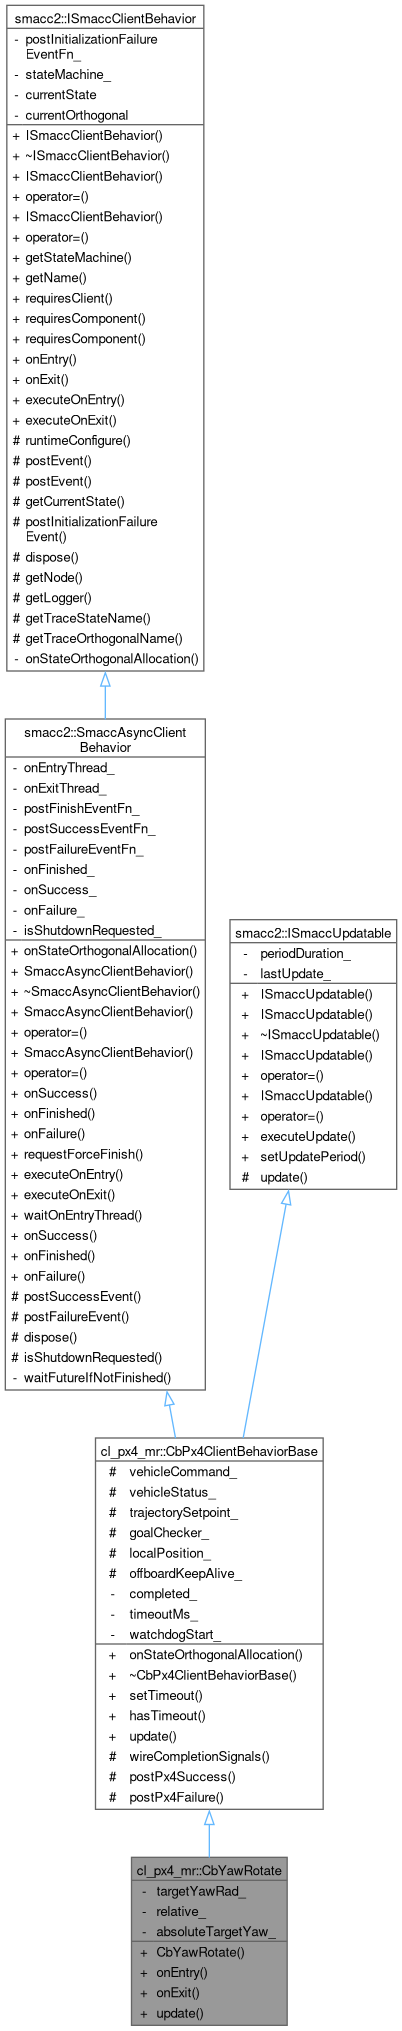 smacc2::ISmaccClientBehavior
- postInitializationFailure
EventFn_
- stateMachine_
- currentState
- currentOrthogonal
+ ISmaccClientBehavior()
+ ~ISmaccClientBehavior()
+ ISmaccClientBehavior()
+ operator=()
+ ISmaccClientBehavior()
+ operator=()
+ getStateMachine()
+ getName()
+ requiresClient()
+ requiresComponent()
+ requiresComponent()
+ onEntry()
+ onExit()
+ executeOnEntry()
+ executeOnExit()
# runtimeConfigure()
# postEvent()
# postEvent()
# getCurrentState()
# postInitializationFailure
Event()
# dispose()
# getNode()
# getLogger()
# getTraceStateName()
# getTraceOrthogonalName()
- onStateOrthogonalAllocation()
smacc2::SmaccAsyncClient
Behavior
- onEntryThread_
- onExitThread_
- postFinishEventFn_
- postSuccessEventFn_
- postFailureEventFn_
- onFinished_
- onSuccess_
- onFailure_
- isShutdownRequested_
+ onStateOrthogonalAllocation()
+ SmaccAsyncClientBehavior()
+ ~SmaccAsyncClientBehavior()
+ SmaccAsyncClientBehavior()
+ operator=()
+ SmaccAsyncClientBehavior()
+ operator=()
+ onSuccess()
+ onFinished()
+ onFailure()
+ requestForceFinish()
+ executeOnEntry()
+ executeOnExit()
+ waitOnEntryThread()
+ onSuccess()
+ onFinished()
+ onFailure()
# postSuccessEvent()
# postFailureEvent()
# dispose()
# isShutdownRequested()
- waitFutureIfNotFinished()
smacc2::ISmaccUpdatable
- periodDuration_
- lastUpdate_
+ ISmaccUpdatable()
+ ISmaccUpdatable()
+ ~ISmaccUpdatable()
+ ISmaccUpdatable()
+ operator=()
+ ISmaccUpdatable()
+ operator=()
+ executeUpdate()
+ setUpdatePeriod()
# update()
cl_px4_mr::CbPx4ClientBehaviorBase
# vehicleCommand_
# vehicleStatus_
# trajectorySetpoint_
# goalChecker_
# localPosition_
# offboardKeepAlive_
- completed_
- timeoutMs_
- watchdogStart_
+ onStateOrthogonalAllocation()
+ ~CbPx4ClientBehaviorBase()
+ setTimeout()
+ hasTimeout()
+ update()
# wireCompletionSignals()
# postPx4Success()
# postPx4Failure()
cl_px4_mr::CbYawRotate
- targetYawRad_
- relative_
- absoluteTargetYaw_
+ CbYawRotate()
+ onEntry()
+ onExit()
+ update()